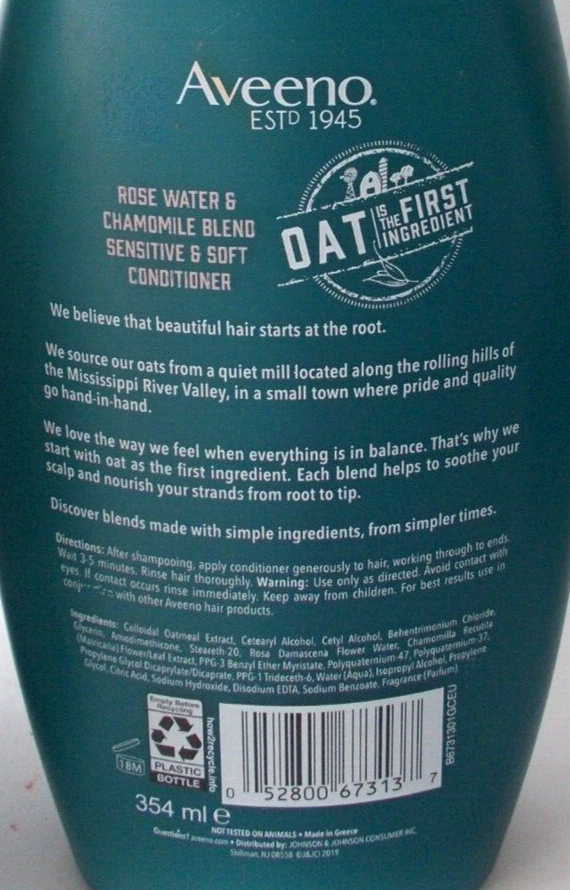 Aveeno.
ESTD 1945
ROSE WATER &
CHAMOMILE BLEND
SENSITIVE & SOFT
CONDITIONER
OAT IS THE FIRST INGREDIENT
We believe that beautiful hair starts at the root.
We source our oats from a quiet mill located along the rolling hills of
the Mississippi River Valley, in a small town where pride and quality
go hand-in-hand.
We love the way we feel when everything is in balance. That's why we
start with oat as the first ingredient. Each blend helps to soothe your
scalp and nourish your strands from root to tip.
Discover blends made with simple ingredients, from simpler times.
Directions: After shampooing, apply conditioner generously to hair, working through to ends.
Wait 3-5 minutes. Rinse hair thoroughly. Warning: Use only as directed. Avoid contact with
eyes. If contact occurs rinse immediately. Keep away from children. For best results use in
with other Aveeno hair products.
Ingredients: Colloidal Oatmeal Extract, Cetearyl Alcohol, Cetyl Alcohol, Behentrimonium Chloride,
Glycerin, Amodimethicone, Steareth-20, Rosa Damascena Flower Water, Chamomilla Recutita
(Matricaria) Flower/Leaf Extract, PPG-3 Benzyl Ether Myristate, Polyquaternium-47, Polyquaternium-37,
Propylene Glycol Dicaprylate/Dicaprate, PPG-1 Trideceth-6, Water (Aqua), Isopropyl Alcohol, Propylene
Glycol, Citric Acid, Sodium Hydroxide, Disodium EDTA, Sodium Benzoate, Fragrance (Parfum)
Empty Before
Recycling
PLASTIC
BOTTLE
how2recycle.info
18M
0 52800 67313 7
B6731301GCEU
354 ml e
NOT TESTED ON ANIMALS • Made in Greece
Questions? aveeno.com • Distributed by: JOHNSON & JOHNSON CONSUMER INC.
Skillman, NJ 08558 ©J&JCI 2019